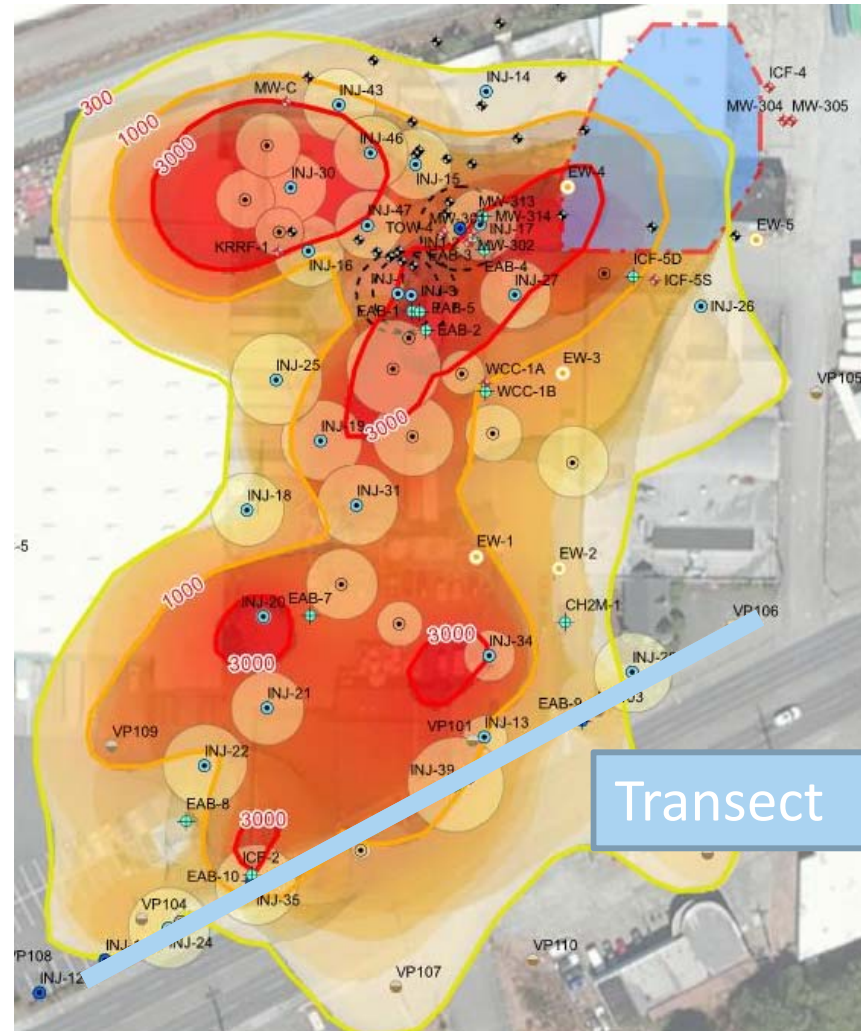 ICF-4
INJ-14
MW-304 MW-305
300
MW-C
INJ-43
1000
3000
INJ-46
INJ-15
INJ-30
EW-4
MW-313
MW-314
INJ-47
TOW-4
INJ-17
EW-5
KRRF-1
MW-302
INJ-16
EAB-3
EAB-4
ICF-5D
ICF-5S
INJ-27
INJ-3
INJ-26
EAB-1
EAB-5
EAB-2
INJ-25
EW-3
WCC-1A
WCC-1B
VP105
3000
INJ-19
INJ-18
INJ-31
-5
EW-1
EW-2
1000
INJ-20
EAB-7
CH2M-1
VP106
3000
3000
INJ-34
INJ-21
EAB-9
VP109
VP101
INJ-13
INJ-22
INJ-39
Transect
EAB-8
3000
ICF-2
EAB-10
INJ-35
VP104
INJ-24
VP108
INJ-12
VP107
VP110